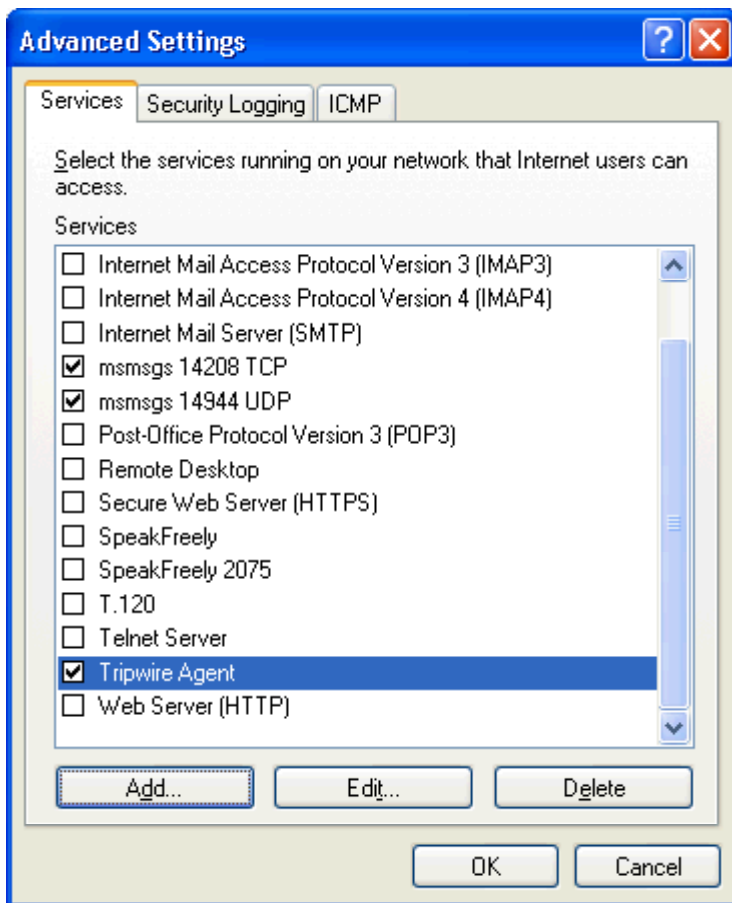 Advanced Settings
Services
Security Logging
ICMP
Select the services running on your network that Internet users can
access.
Services
Internet Mail Access Protocol Version 3 (IMAP3)
Internet Mail Access Protocol Version 4 (IMAP4)
Internet Mail Server (SMTP)
msmsgs 14208 TCP
msmsgs 14944 UDP
Post-Office Protocol Version 3 (POP3)
Remote Desktop
Secure Web Server (HTTPS)
SpeakFreely
SpeakFreely 2075
T.120
Telnet Server
Tripwire Agent
Web Server (HTTP)
Add...
Edit...
Delete
OK
Cancel